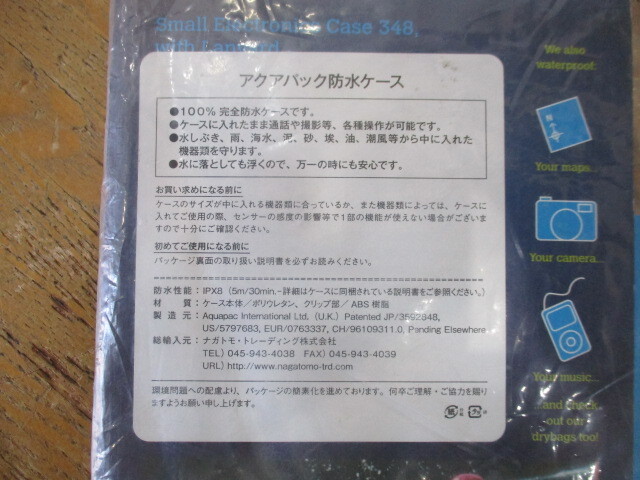 Small Electronics Case 348,
with Lanyard
We also
waterproof:
アクアパック防水ケース
●100%完全防水ケースです。
●ケースに入れたまま通話や撮影等、各種操作が可能です。
●水しぶき、雨、海水、泥、砂、埃、油、潮風等から中に入れた
機器類を守ります。
●水に落としても浮くので、万一の時にも安心です。
お買い求めになる前に
ケースのサイズが中に入れる機器類に合っているか、また機器類によっては、ケースに
入れてご使用の際、センサーの感度の影響等で1部の機能が使えない場合がございま
すので十分にご確認ください。
初めてご使用になる前に
パッケージ裏面の取り扱い説明書を必ずお読みください。
防水性能：IPX8（5m/30min.-詳細はケースに同梱されている説明書をご参照ください。）
材 質：ケース本体／ポリウレタン、クリップ部／ABS樹脂
製 造 元：Aquapac International Ltd.（U.K.）Patented JP/3592848,
US/5797683, EUR/0763337, CH/96109311.0, Panding Elsewhere
総輸入元：ナガトモ・トレーディング株式会社
TEL）045-943-4038 FAX）045-943-4039
URL）http://www.nagatomo-trd.com/
環境問題への配慮より、パッケージの簡素化を進めております。何卒ご理解・ご協力を賜り
ますようお願い申し上げます。
Your maps...
Your camera...
Your music...
...and check
out our
drybags too!